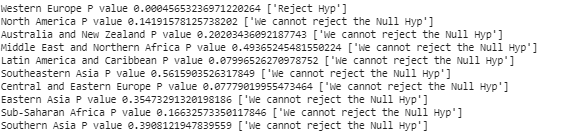 Western Europe P value 0.00045653236971220264 ['Reject Hyp']
North America P value 0.14191578125738202 ['We cannot reject the Null Hyp']
Australia and New Zealand P value 0.20203436092187743 ['We cannot reject the Null Hyp']
Middle East and Northern Africa P value 0.49365245481550224 ['We cannot reject the Null Hyp']
Latin America and Caribbean P value 0.07996526270978752 ['We cannot reject the Null Hyp']
Southeastern Asia P value 0.5615903526317849 ['We cannot reject the Null Hyp']
Central and Eastern Europe P value 0.07779019955473464 ['We cannot reject the Null Hyp']
Eastern Asia P value 0.35473291320198186 ['We cannot reject the Null Hyp']
Sub-Saharan Africa P value 0.16632573350117846 ['We cannot reject the Null Hyp']
Southern Asia P value 0.3908121947839559 ['We cannot reject the Null Hyp']